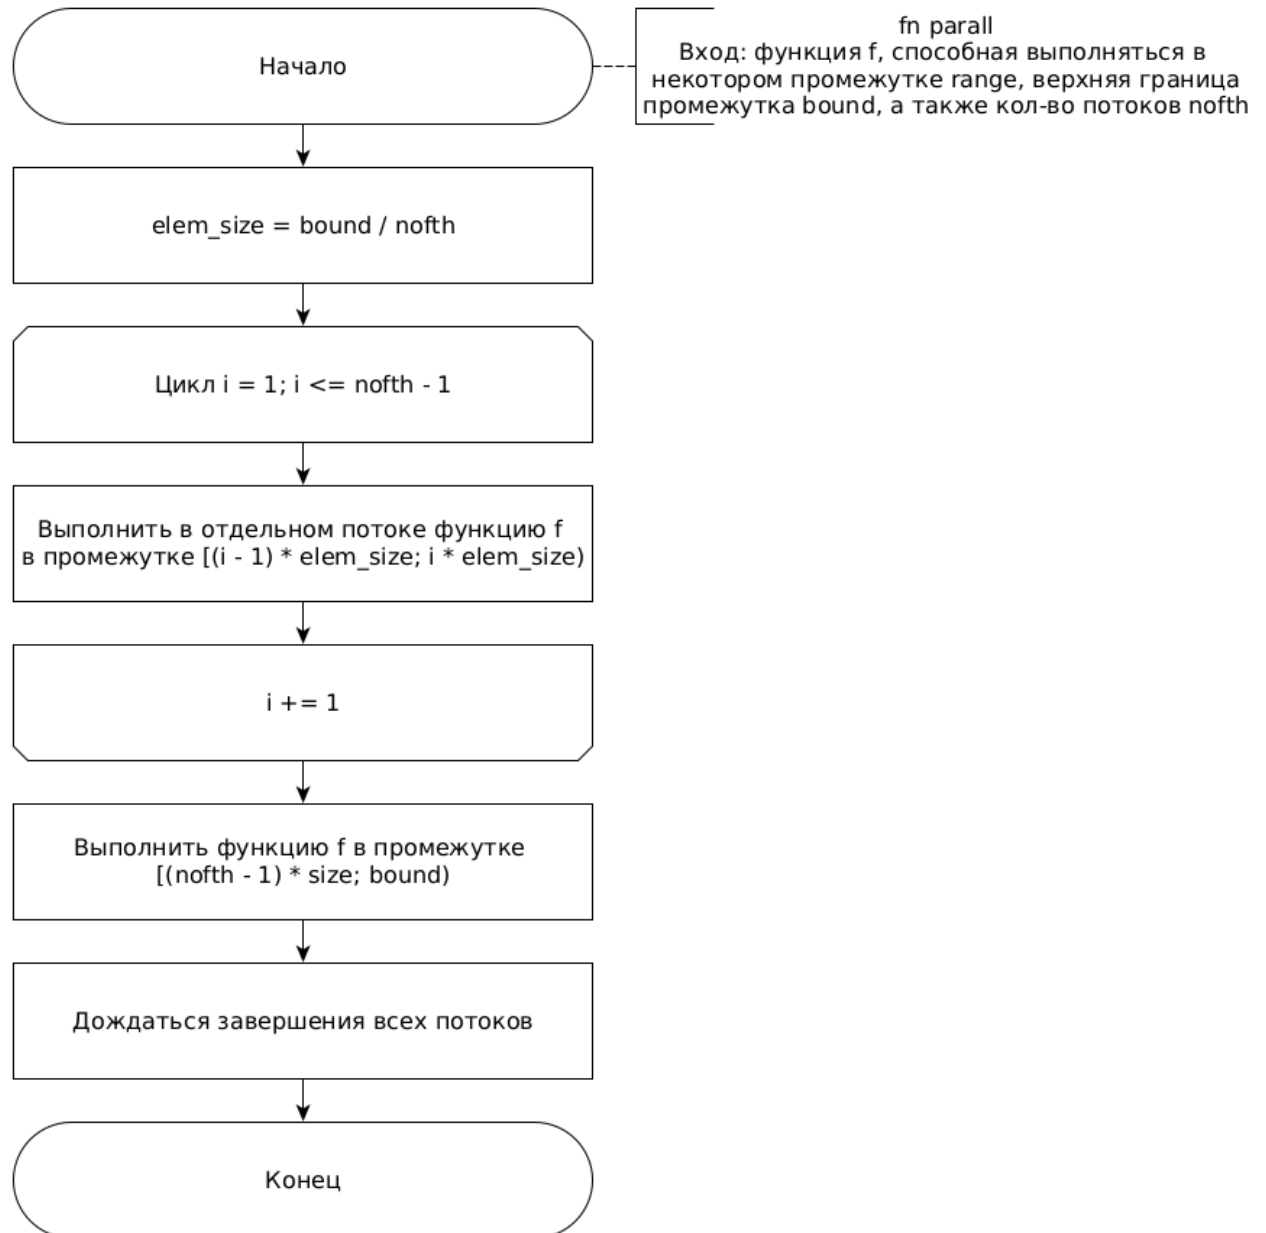 Начало
fn parall
Вход: функция f, способная выполняться в
некотором промежутке range, верхняя граница
промежутка bound, а также кол-во потоков nofth
elem_size = bound / nofth
Цикл i = 1; i <= nofth - 1
Выполнить в отдельном потоке функцию f
в промежутке [(i - 1) * elem_size; i * elem_size)
i += 1
Выполнить функцию f в промежутке
[(nofth - 1) * size; bound)
Дождаться завершения всех потоков
Конец